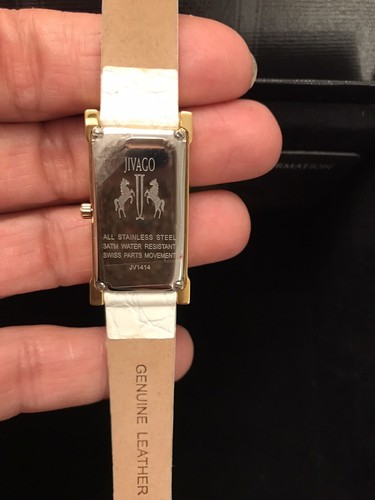 JIVAGO
ALL STAINLESS STEEL
3ATM WATER RESISTANT
SWISS PARTS MOVEMENT
JV1414
GENUINE LEATHER